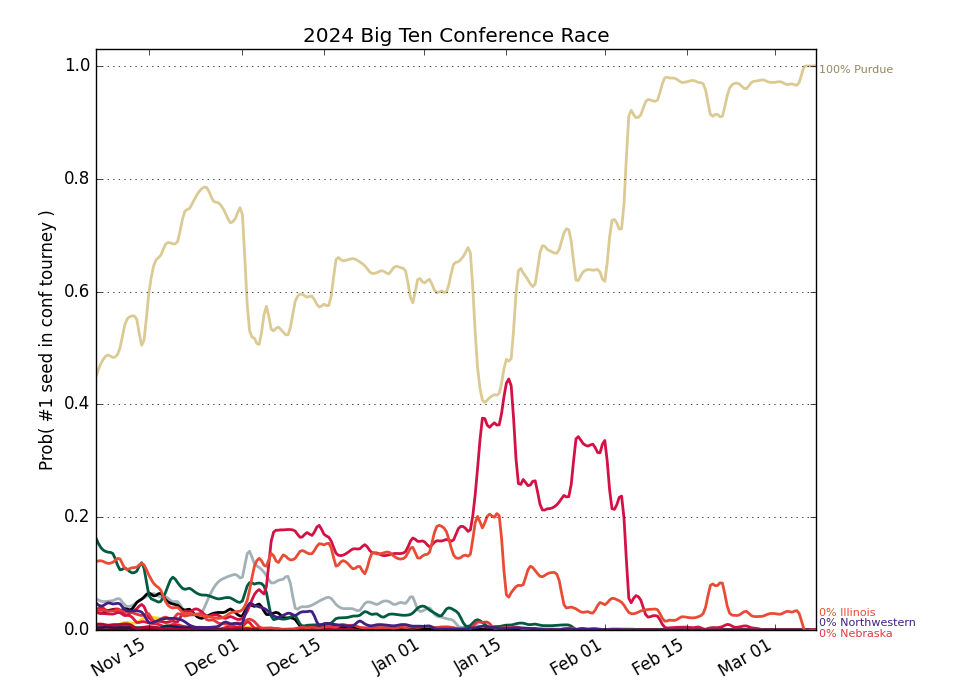 2024 Big Ten Conference Race
Prob( #1 seed in conf tourney )
1.0
0.8
0.6
0.4
0.2
0.0
Nov 15
Dec 01
Dec 15
Jan 01
Jan 15
Feb 01
Feb 15
Mar 01
100% Purdue
0% Illinois
0% Northwestern
0% Nebraska